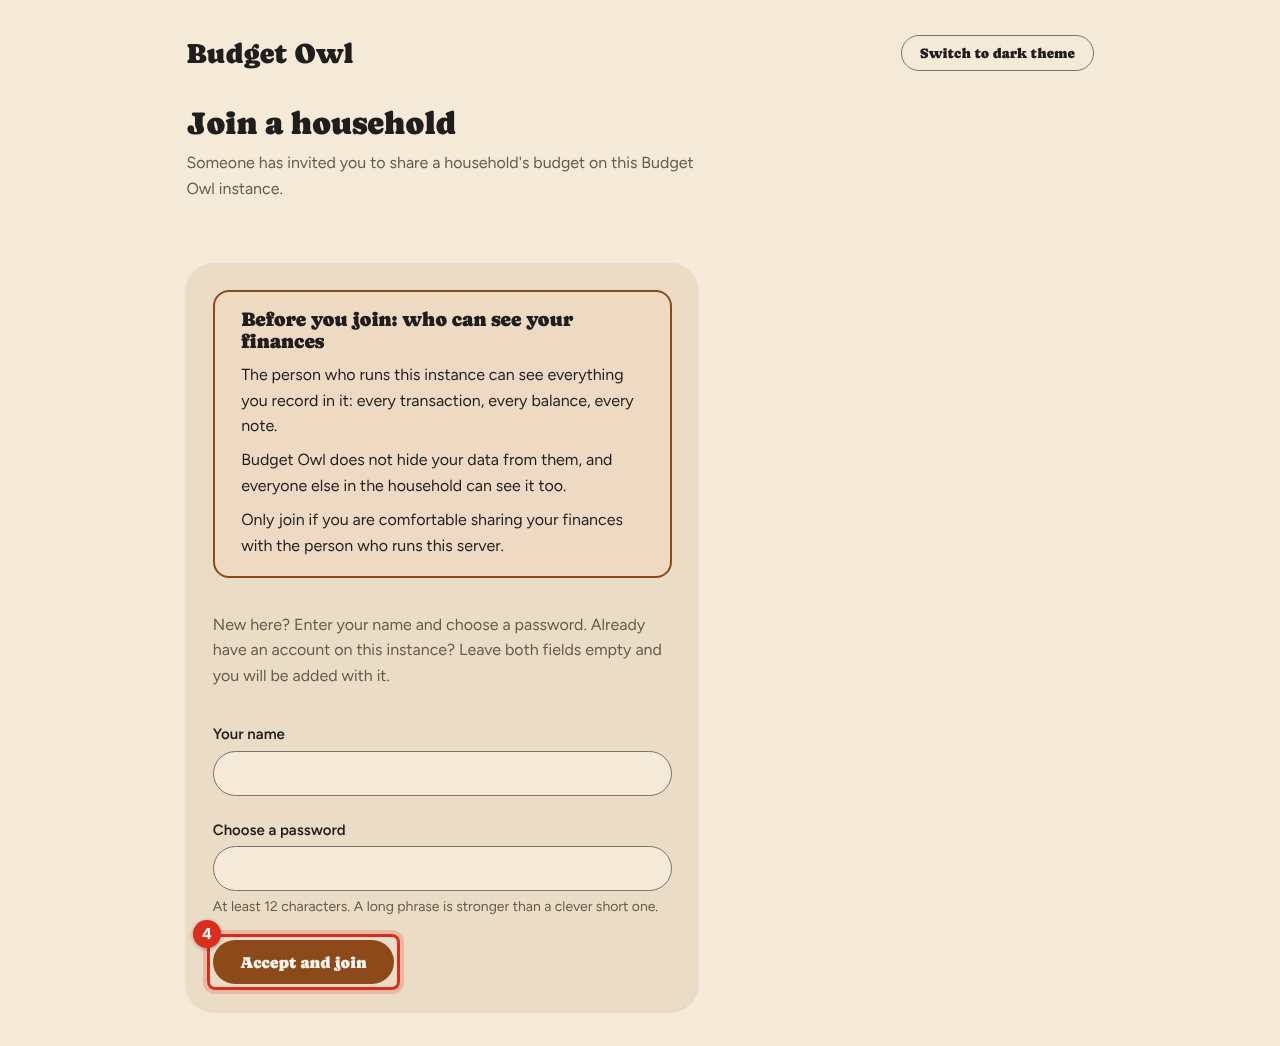 Budget Owl
Switch to dark theme
Join a household
Someone has invited you to share a household's budget on this Budget
Owl instance.
Before you join: who can see your
finances
The person who runs this instance can see everything
you record in it: every transaction, every balance, every
note.
Budget Owl does not hide your data from them, and
everyone else in the household can see it too.
Only join if you are comfortable sharing your finances
with the person who runs this server.
New here? Enter your name and choose a password. Already
have an account on this instance? Leave both fields empty and
you will be added with it.
Your name
Choose a password
At least 12 characters. A long phrase is stronger than a clever short one.
4
Accept and join